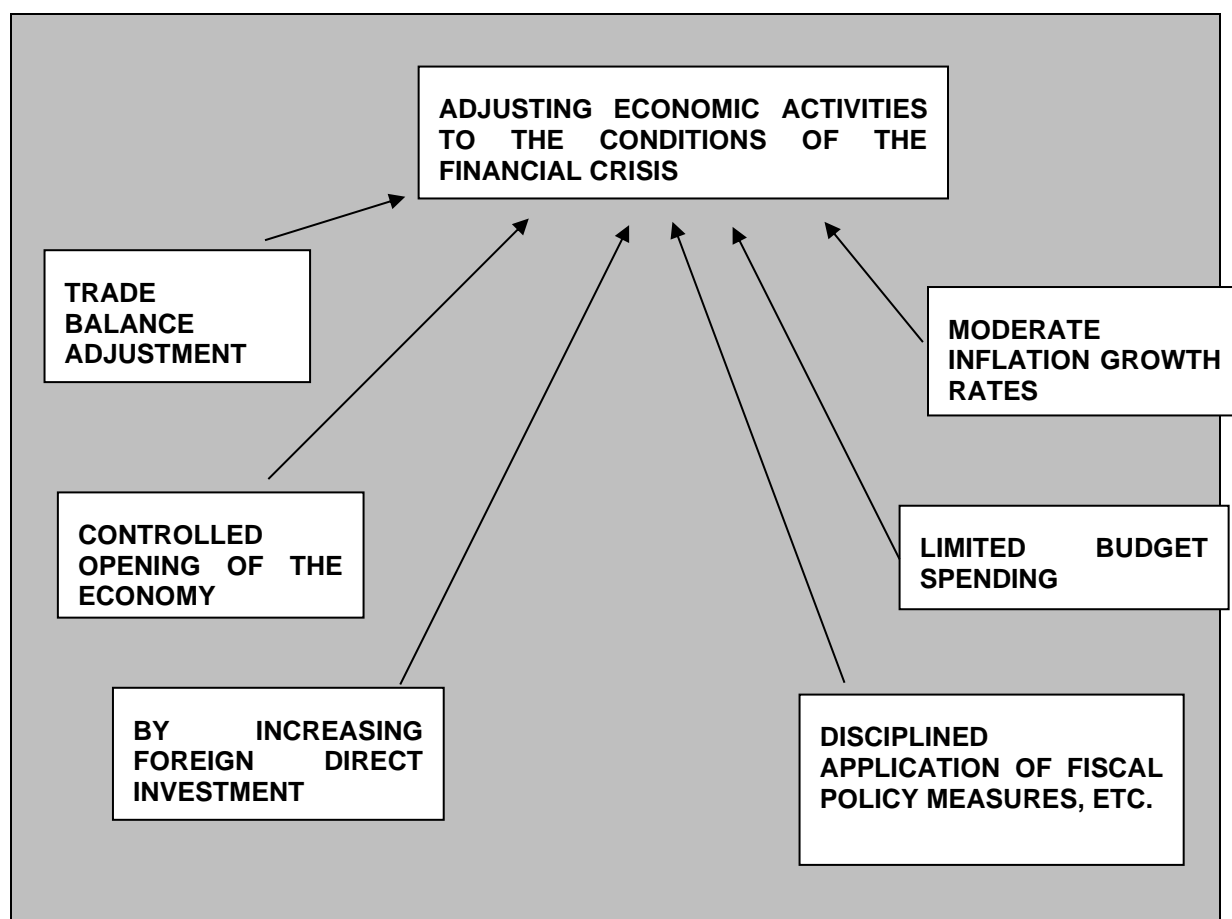 ADJUSTING ECONOMIC ACTIVITIES
TO THE CONDITIONS OF THE
FINANCIAL CRISIS
TRADE
BALANCE
ADJUSTMENT
MODERATE
INFLATION GROWTH
RATES
CONTROLLED
OPENING OF THE
ECONOMY
LIMITED BUDGET
SPENDING
BY INCREASING
FOREIGN DIRECT
INVESTMENT
DISCIPLINED
APPLICATION OF FISCAL
POLICY MEASURES, ETC.